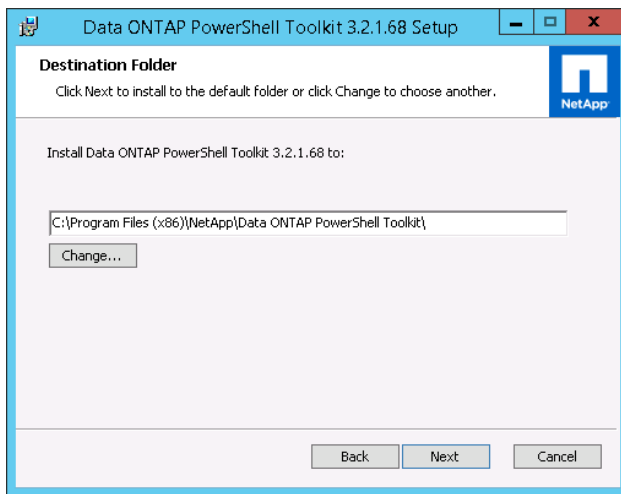 Data ONTAP PowerShell Toolkit 3.2.1.68 Setup
Destination Folder
Click Next to install to the default folder or click Change to choose another.
NetApp
Install Data ONTAP PowerShell Toolkit 3.2.1.68 to:
C:\Program Files (x86)\NetApp\Data ONTAP PowerShell Toolkit\
Change...
Back Next Cancel